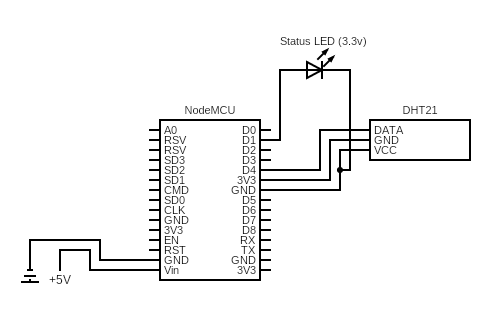 Status LED (3.3v)
NodeMCU
DHT21
A0
RSV
RSV
SD3
SD2
SD1
CMD
SD0
CLK
GND
3V3
EN
RST
GND
Vin
D0
D1
D2
D3
D4
3V3
GND
D5
D6
D7
D8
RX
TX
GND
3V3
DATA
GND
VCC
+5V